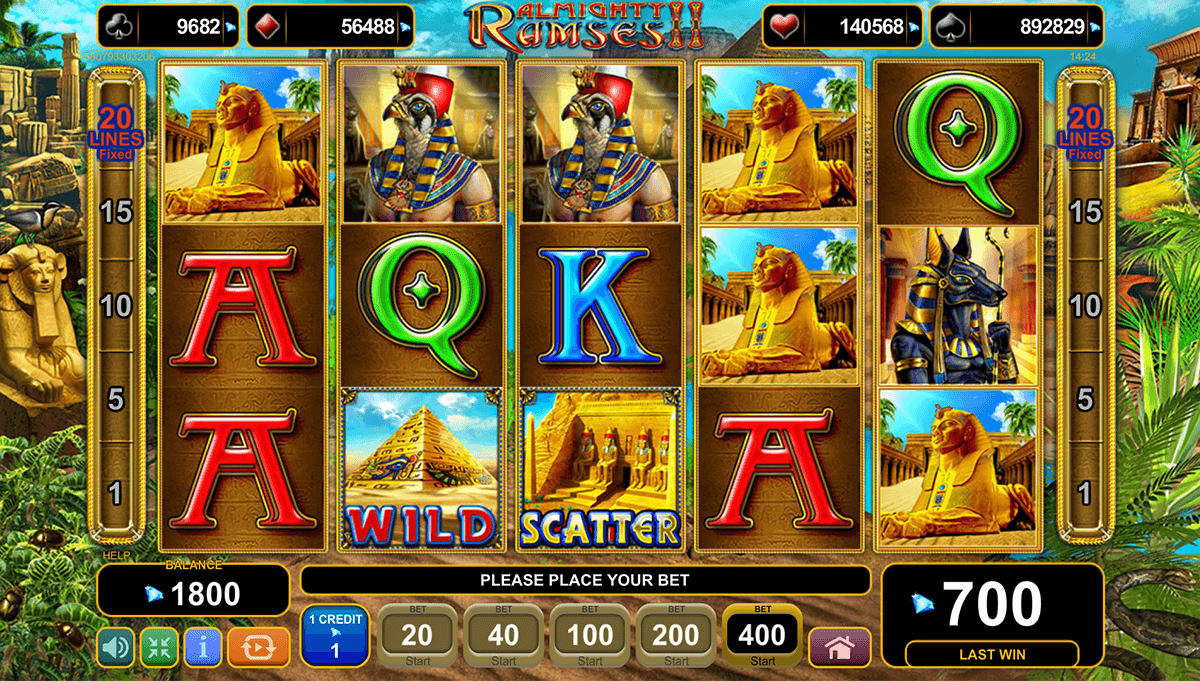 9682
56488
ALMIGHTY
RAMSES II
140568
892829
14:24
20
LINES
Fixed
15
10
5
1
HELP
Q
A
Q
K
A
WILD
SCATTER
A
20
LINES
Fixed
15
10
5
1
BALANCE
1800
PLEASE PLACE YOUR BET
1 CREDIT
1
BET
20
Start
BET
40
Start
BET
100
Start
BET
200
Start
BET
400
Start
700
LAST WIN